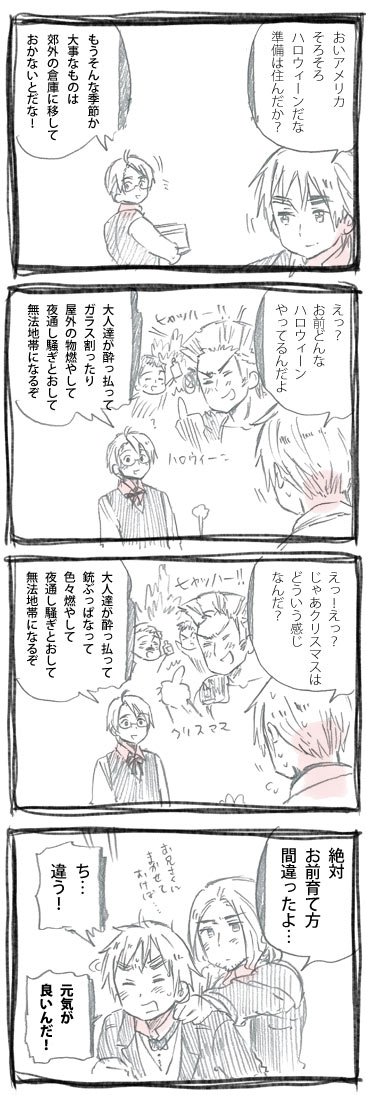 おいアメリカ
そろそろ
ハロウィーンだな
準備は住んだか？
もうそんな季節か
大事なものは
郊外の倉庫に移して
おかないとだな！
えっ？
お前どんな
ハロウィーン
やってるんだよ
ヒャッハー!!
ハロウィーン
大人達が酔っ払って
ガラス割ったり
屋外の物燃やして
夜通し騒ぎとおして
無法地帯になるぞ
えっ！えっ？
じゃあクリスマスは
どういう感じ
なんだ？
ヒャッハー!!
クリスマス
大人達が酔っ払って
銃ぶっぱなって
色々燃やして
夜通し騒ぎとおして
無法地帯になるぞ
絶対
お前育て方
間違ったよ…
お兄さんに
まかせて
おけば…
ち…
違う！
元気が
良いんだ！